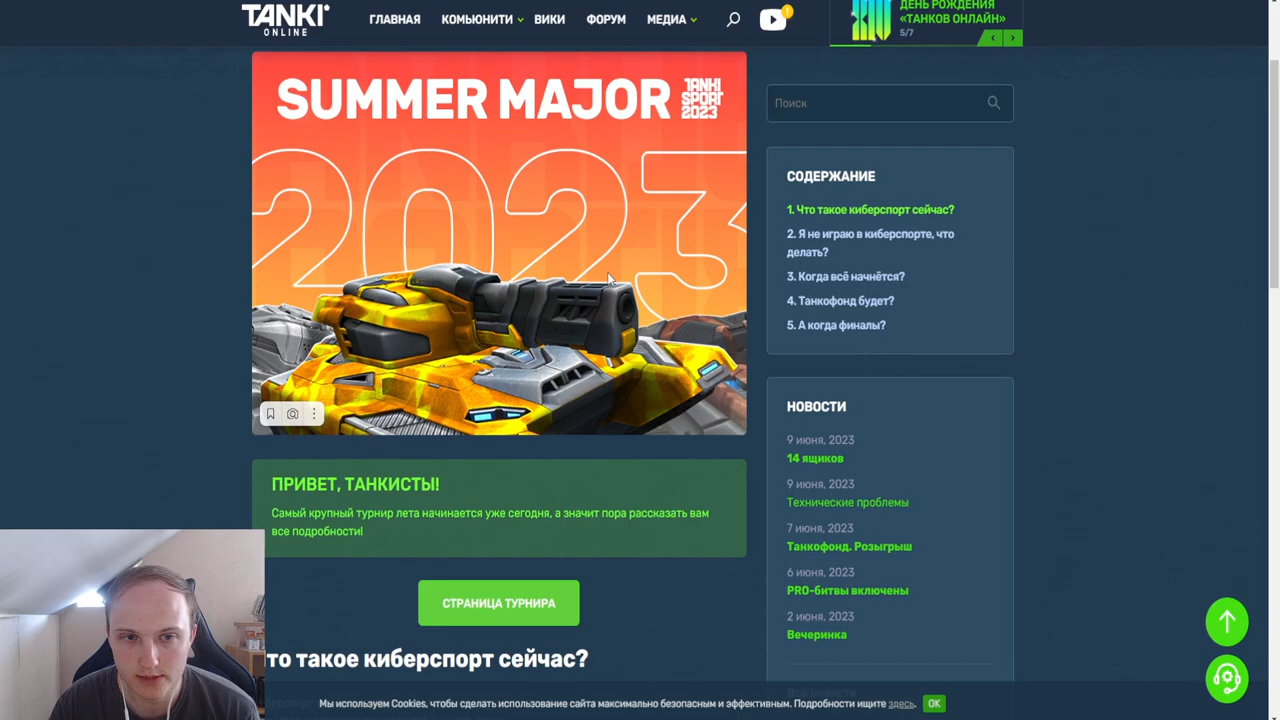 TANKI
ONLINE
ГЛАВНАЯ
КОМЬЮНИТИ
ВИКИ
ФОРУМ
МЕДИА
!
ДЕНЬ РОЖДЕНИЯ
«ТАНКОВ ОНЛАЙН»
5/7
SUMMER MAJOR
TANKI
SPORT
2023
2023
ПРИВЕТ, ТАНКИСТЫ!
Самый крупный турнир лета начинается уже сегодня, а значит пора рассказать вам
все подробности!
СТРАНИЦА ТУРНИРА
то такое киберспорт сейчас?
Поиск
СОДЕРЖАНИЕ
1. Что такое киберспорт сейчас?
2. Я не играю в киберспорте, что
делать?
3. Когда всё начнётся?
4. Танкофонд будет?
5. А когда финалы?
НОВОСТИ
9 июня, 2023
14 ящиков
9 июня, 2023
Технические проблемы
7 июня, 2023
Танкофонд. Розыгрыш
6 июня, 2023
PRO-битвы включены
2 июня, 2023
Вечеринка
Все новости
Мы используем Cookies, чтобы сделать использование сайта максимально безопасным и эффективным. Подробности ищите здесь.
OK